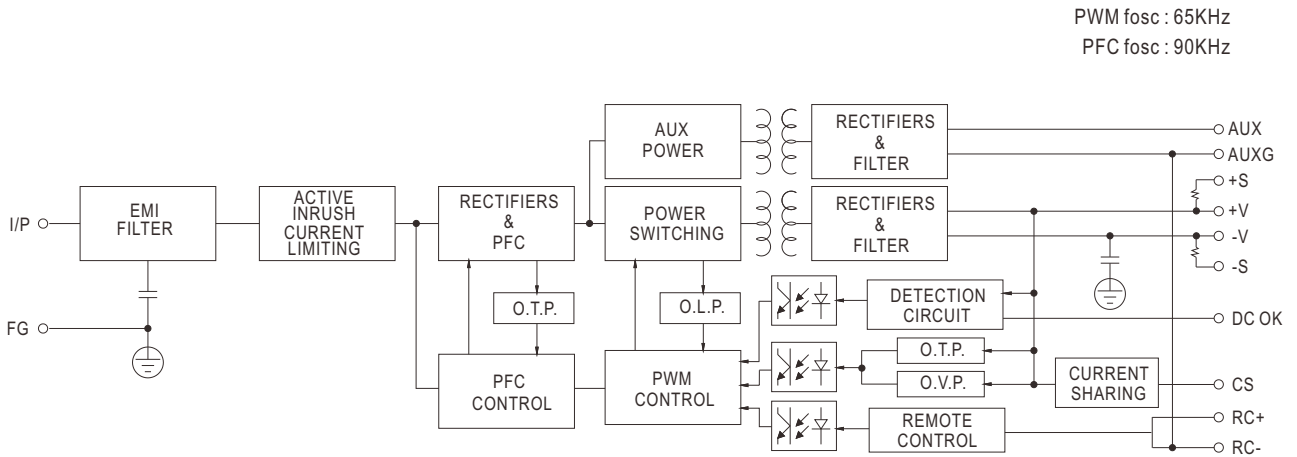 PWM fosc : 65KHz
PFC fosc : 90KHz
I/P
FG
EMI
FILTER
ACTIVE
INRUSH
CURRENT
LIMITING
RECTIFIERS
&
PFC
AUX
POWER
POWER
SWITCHING
RECTIFIERS
&
FILTER
RECTIFIERS
&
FILTER
O.T.P.
O.L.P.
PFC
CONTROL
PWM
CONTROL
DETECTION
CIRCUIT
O.T.P.
O.V.P.
REMOTE
CONTROL
CURRENT
SHARING
AUX
AUXG
+S
+V
-V
-S
DC OK
CS
RC+
RC-